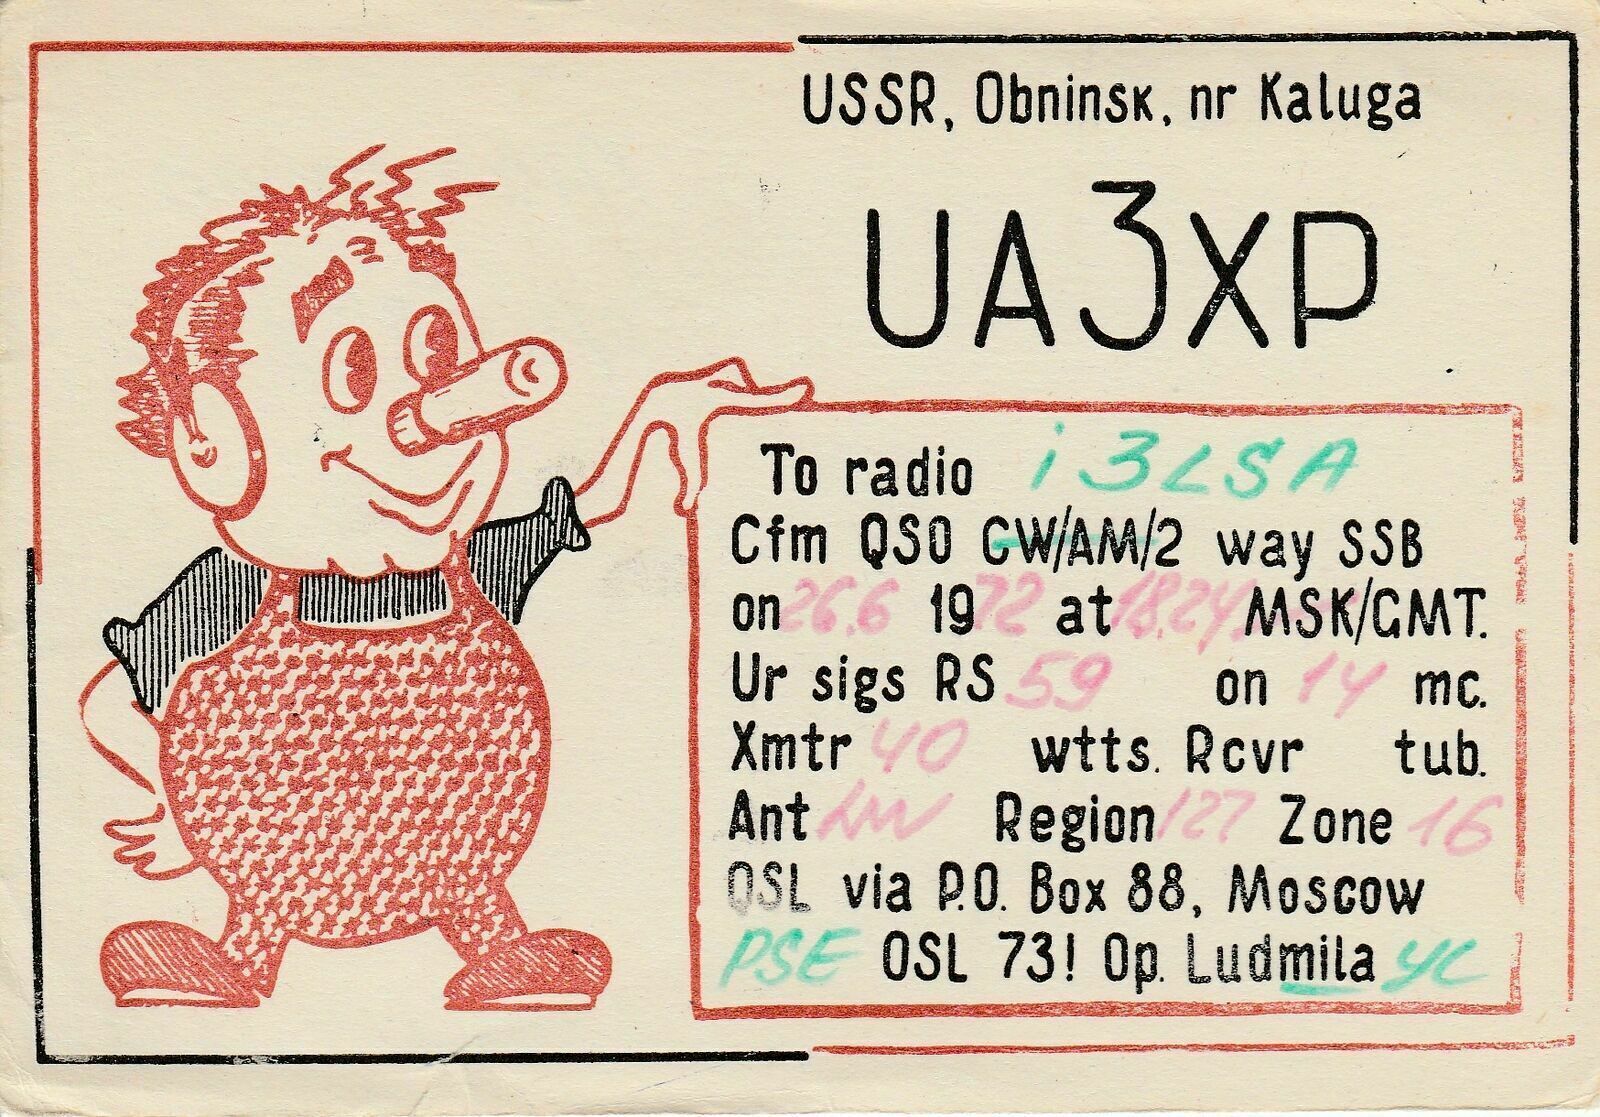 USSR, Obninsk, nr Kaluga
UA3XP
To radio i3LSA
Cfm QSO CW/AM/2 way SSB
on 26.6 1972 at 18.24 MSK/GMT.
Ur sigs RS 59 on 14 mc.
Xmtr 40 wtts. Rcvr tub.
Ant LW Region 127 Zone 16
QSL via P.O. Box 88, Moscow
PSE QSL 73! Op. Ludmila YL